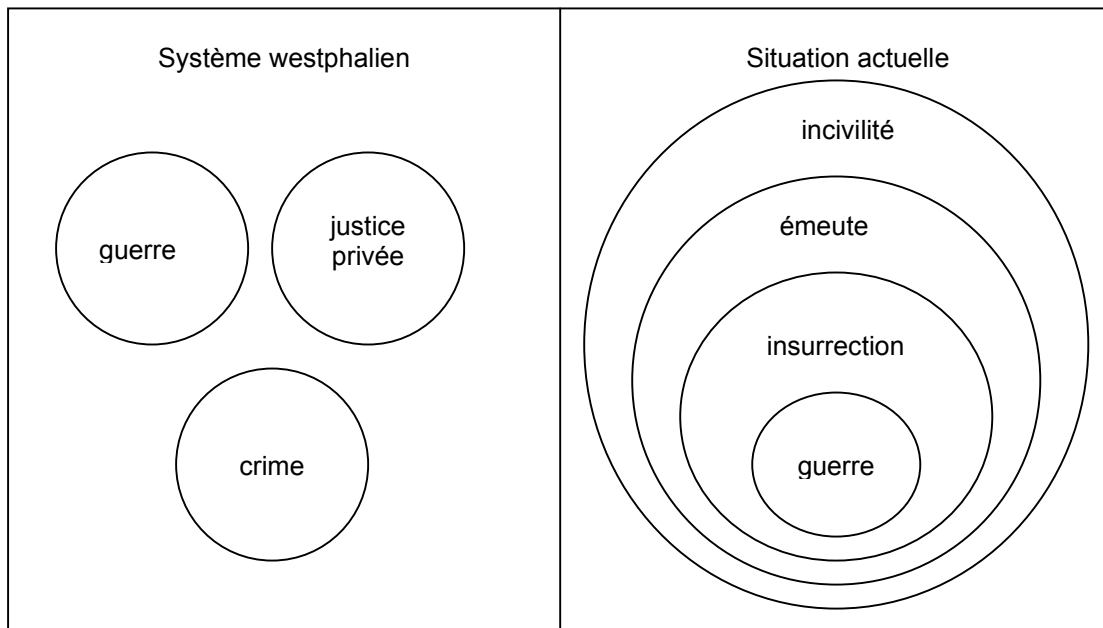 Système westphalien
guerre
justice
privée
crime
Situation actuelle
incivilité
émeute
insurrection
guerre